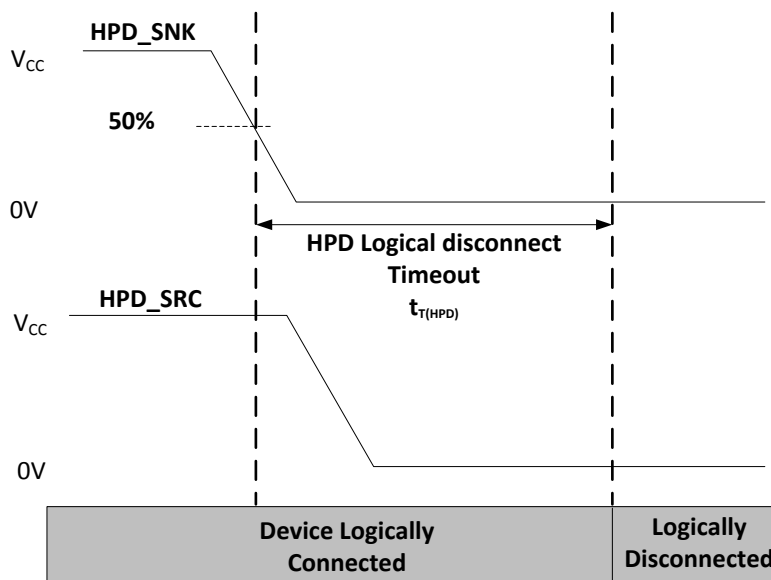 HPD_SNK
VCC
50%
0V
HPD Logical disconnect
Timeout
tT(HPD)
HPD_SRC
VCC
0V
Device Logically
Connected
Logically
Disconnected